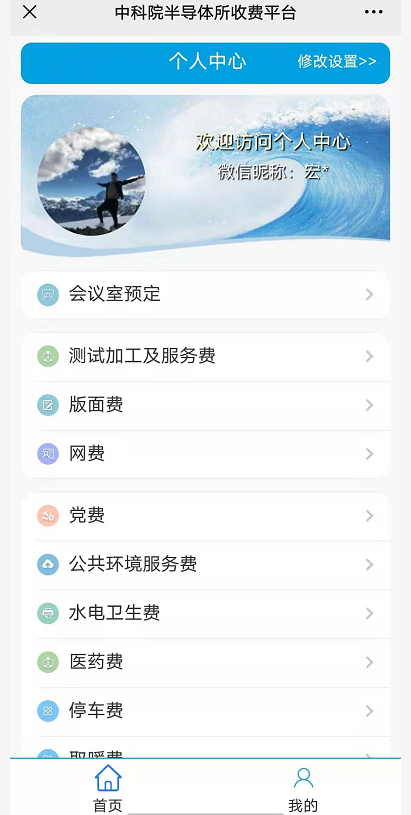 中科院半导体所收费平台
个人中心 修改设置>>
欢迎访问个人中心
微信昵称：宏*
会议室预定
测试加工及服务费
版面费
网费
党费
公共环境服务费
水电卫生费
医药费
停车费
取暖费
首页 我的